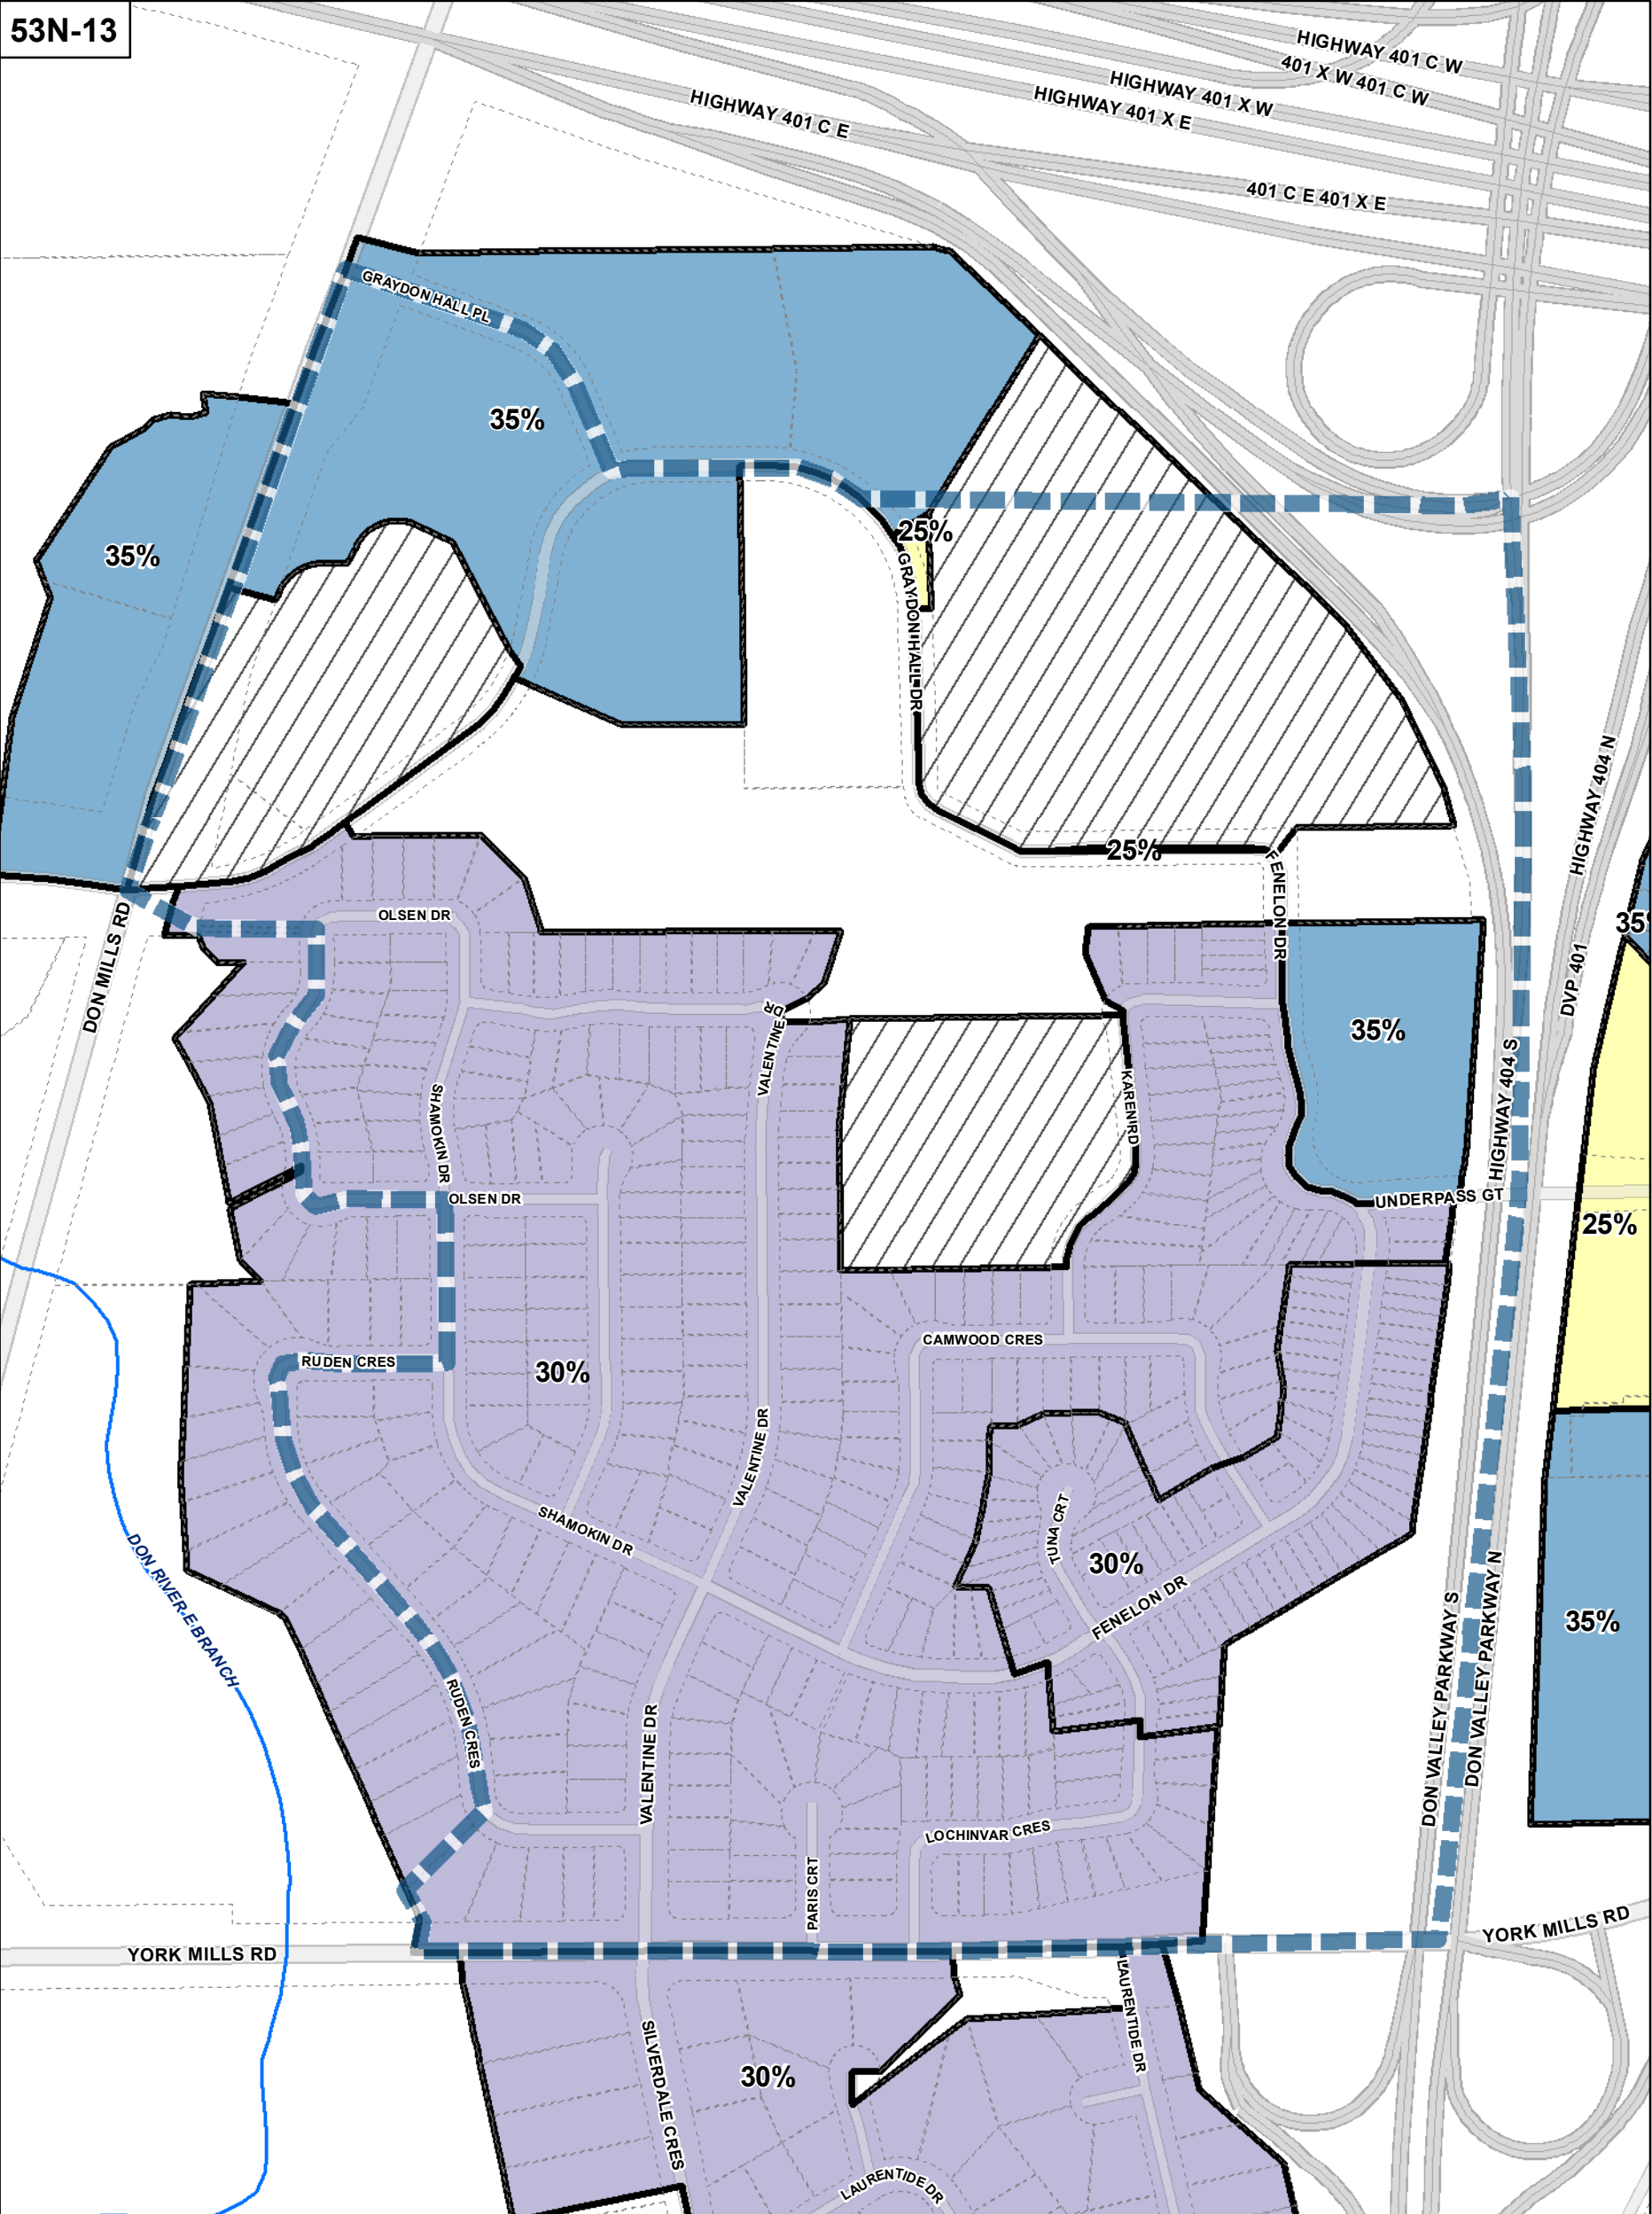 53N-13
HIGHWAY 401 C W
401 X W 401 C W
HIGHWAY 401 X W
HIGHWAY 401 X E
HIGHWAY 401 C E
401 C E 401 X E
GRAYDON HALL PL
35%
35%
25%
GRAYDON HALL DR
HIGHWAY 404 N
25%
FENELON DR
OLSEN DR
35
DON MILLS RD
DVP 401
VALENTINE DR
35%
SHAMOKIN DR
KARENI RD
HIGHWAY 404 S
OLSEN DR
UNDERPASS GT
25%
CAMWOOD CRES
RUDEN CRES
30%
VALENTINE DR
TUNA CRT
SHAMOKIN DR
30%
FENELON DR
DON RIVER E BRANCH
35%
DON VALLEY PARKWAY S
DON VALLEY PARKWAY N
RUDEN CRES
VALENTINE DR
LOCHINVAR CRES
PARIS CRT
YORK MILLS RD
YORK MILLS RD
LAURENTIDE DR
SILVERDALE CRES
30%
LAURENTIDE DR